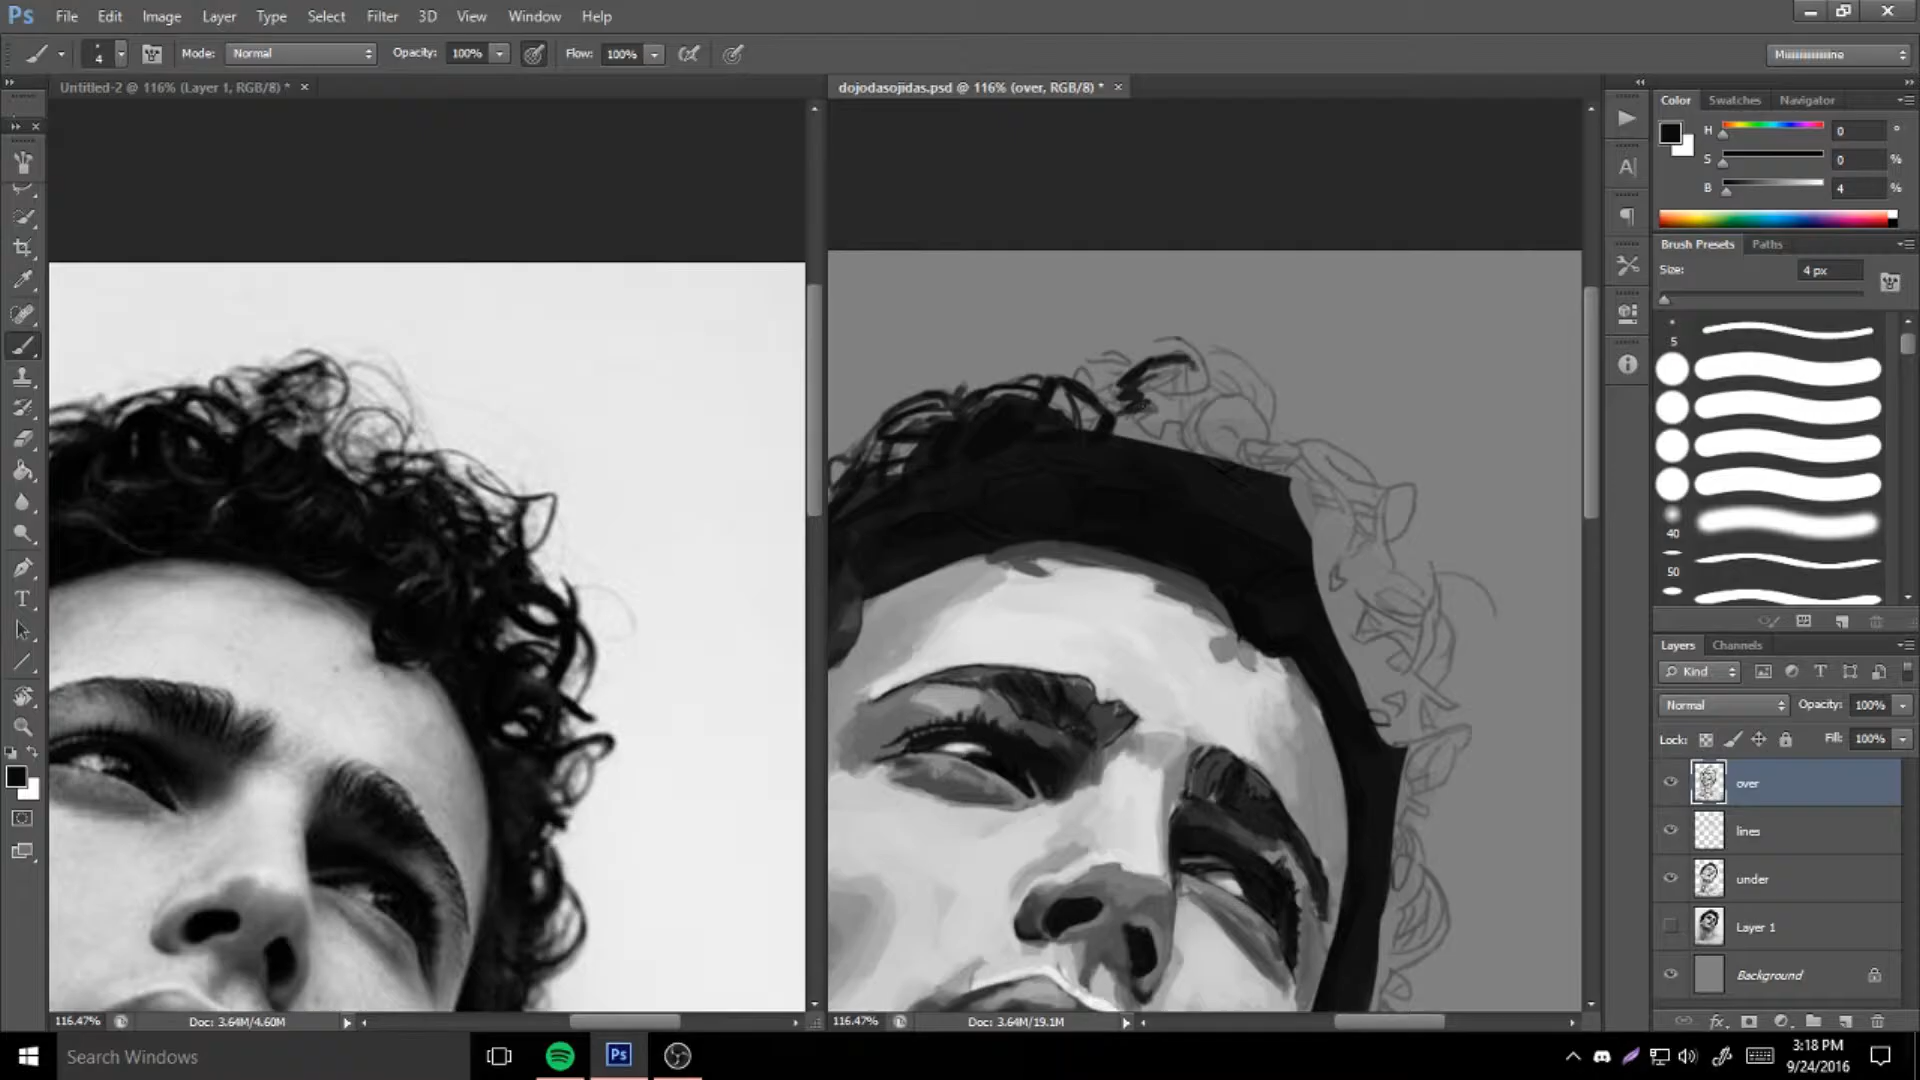 Ps File Edit Image Layer Type Select Filter 3D View Window Help
4 Mode: Normal Opacity: 100% Flow: 100%
Untitled-2 @ 116% (Layer 1, RGB/8) * ×
dojodasojidas.psd @ 116% (over, RGB/8) * ×
Color Swatches Navigator
H 0 °
S 0 %
B 4 %
Brush Presets Paths
Size: 4 px
5
40
50
Layers Channels
Kind
Normal Opacity: 100%
Lock: Fill: 100%
over
lines
under
Layer 1
Background
116.47% Doc: 3.64M/4.60M
116.47% Doc: 3.64M/19.1M
Search Windows
Ps
3:18 PM
9/24/2016